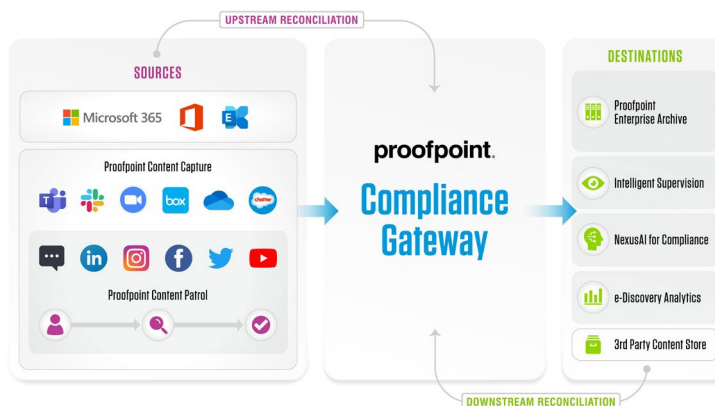 UPSTREAM RECONCILIATION
SOURCES
Microsoft 365
E
Proofpoint Content Capture
T
box
chatter
in
f
Proofpoint Content Patrol
proofpoint.
Compliance
Gateway
DESTINATIONS
Proofpoint
Enterprise Archive
Intelligent Supervision
NexusAI for Compliance
e-Discovery Analytics
3rd Party Content Store
DOWNSTREAM RECONCILIATION